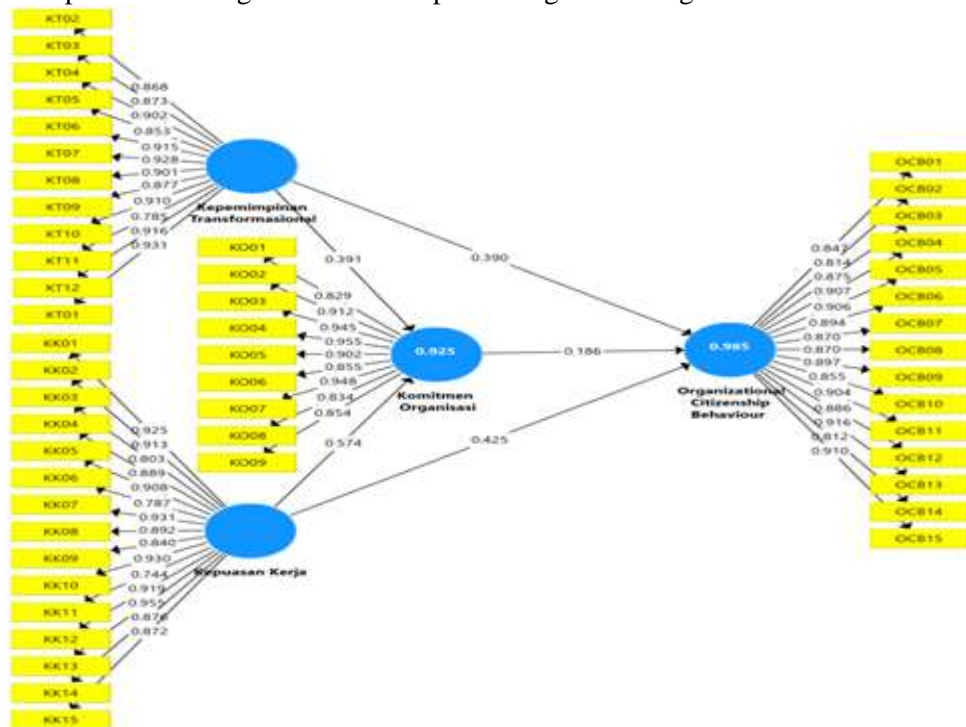 KT02
KT03
KT04
KT05
KT06
KT07
KT08
KT09
KT10
KT11
KT12
KT01
0.868
0.873
0.902
0.853
0.915
0.928
0.901
0.877
0.910
0.785
0.916
0.931
Kepemimpinan
Transformasional
0.391
0.390
KO01
KO02
KO03
KO04
KO05
KO06
KO07
KO08
KO09
0.829
0.912
0.945
0.955
0.902
0.855
0.948
0.834
0.854
0.925
Komitmen
Organisasi
0.186
0.574
0.425
KK01
KK02
KK03
KK04
KK05
KK06
KK07
KK08
KK09
KK10
KK11
KK12
KK13
KK14
KK15
0.925
0.913
0.803
0.889
0.908
0.787
0.931
0.892
0.840
0.930
0.744
0.919
0.955
0.876
0.872
Kepuasan Kerja
0.985
Organizational
Citizenship
Behaviour
0.847
0.814
0.875
0.907
0.906
0.894
0.870
0.870
0.897
0.855
0.904
0.886
0.916
0.812
0.910
OCB01
OCB02
OCB03
OCB04
OCB05
OCB06
OCB07
OCB08
OCB09
OCB10
OCB11
OCB12
OCB13
OCB14
OCB15